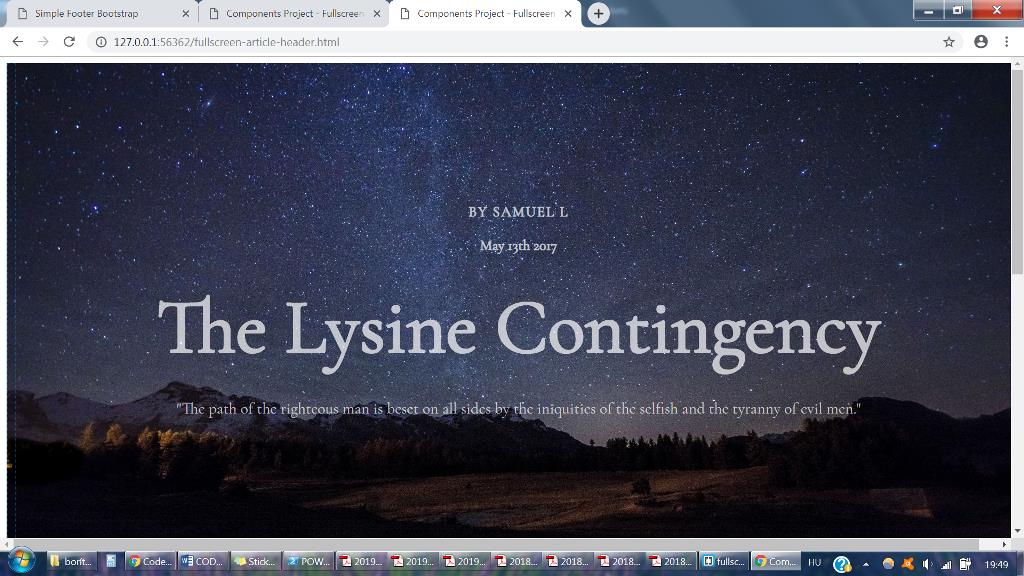 Simple Footer Bootstrap
Components Project - Fullscreen
Components Project - Fullscreen
127.0.0.1:56362/fullscreen-article-header.html
BY SAMUEL L
May 13th 2017
The Lysine Contingency
"The path of the righteous man is beset on all sides by the iniquities of the selfish and the tyranny of evil men."
borít...
Code...
COD...
Stick...
POW...
2019...
2019...
2019...
2018...
2018...
2018...
2018...
fullsc...
Com...
HU
19:49